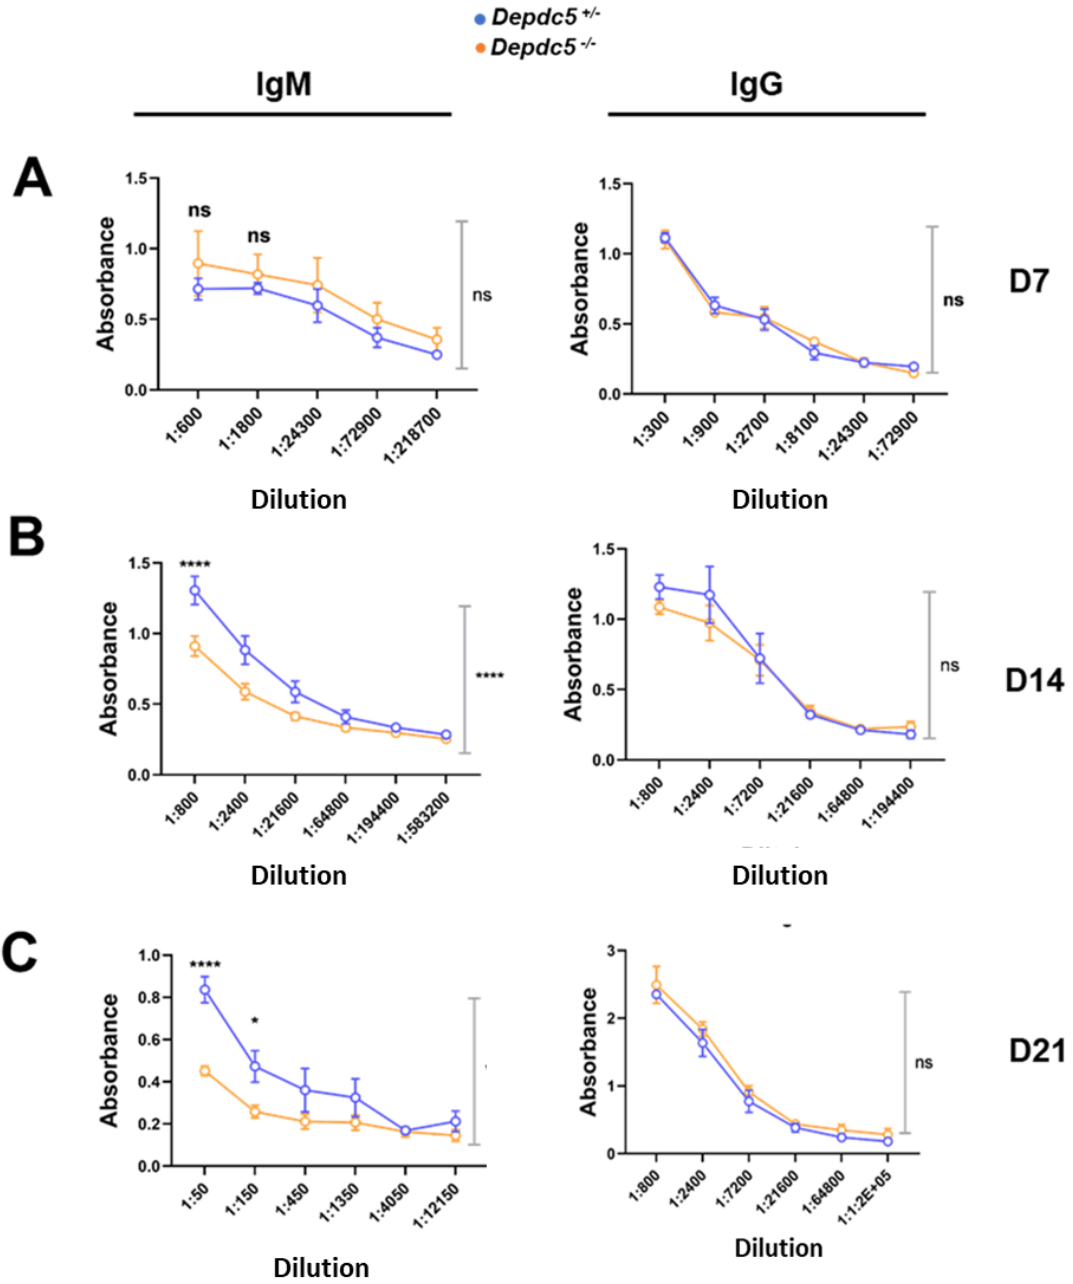 Depdc5 +/-
Depdc5 -/-
IgM
IgG
A
1.5
1.0
0.5
0.0
Absorbance
ns
ns
ns
1:600
1:1800
1:24300
1:72900
1:218700
Dilution
1.5
1.0
0.5
0.0
Absorbance
ns
1:300
1:900
1:2700
1:8100
1:24300
1:72900
Dilution
D7
B
1.5
1.0
0.5
0.0
Absorbance
****
****
1:800
1:2400
1:21600
1:64800
1:194400
1:583200
Dilution
1.5
1.0
0.5
0.0
Absorbance
ns
1:800
1:2400
1:7200
1:21600
1:64800
1:194400
Dilution
D14
C
1.0
0.8
0.6
0.4
0.2
0.0
Absorbance
****
*
1:50
1:150
1:450
1:1350
1:4050
1:12150
Dilution
3
2
1
0
Absorbance
ns
1:800
1:2400
1:7200
1:21600
1:64800
1:1:2E+05
Dilution
D21